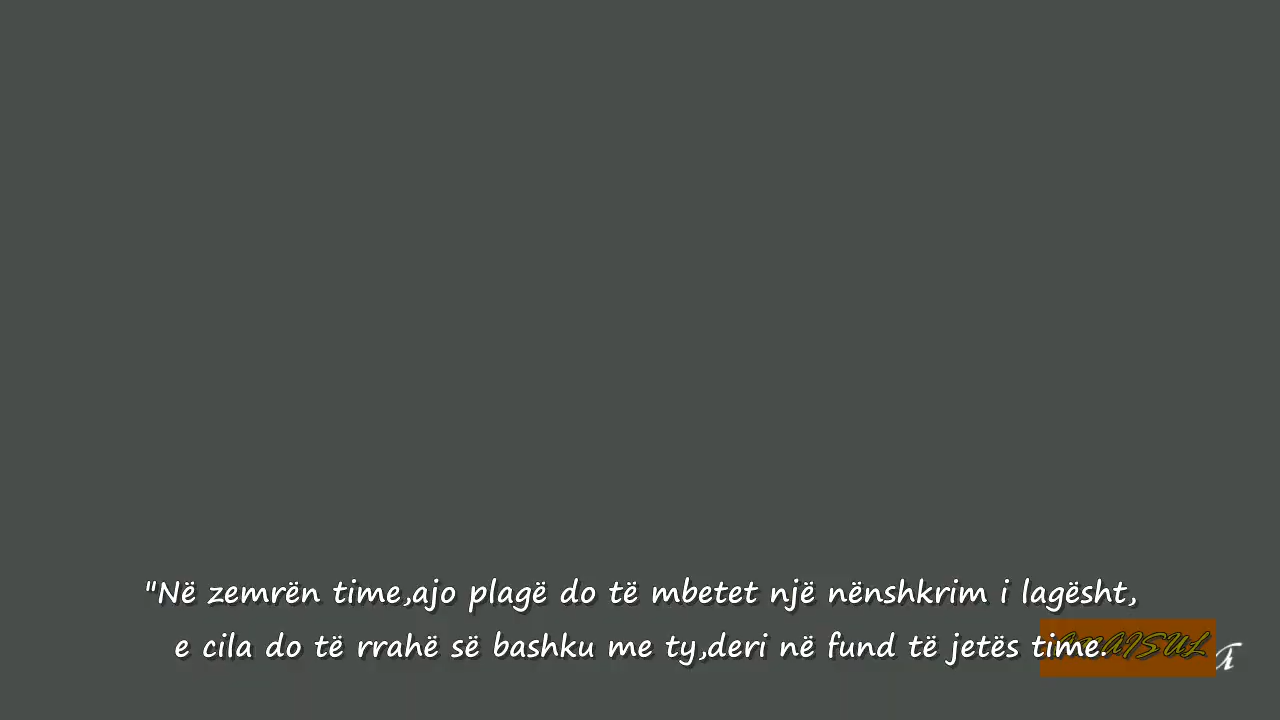 "Në zemrën time,ajo plagë do të mbetet një nënshkrim i lagësht,
e cila do të rrahë së bashku me ty,deri në fund të jetës time.